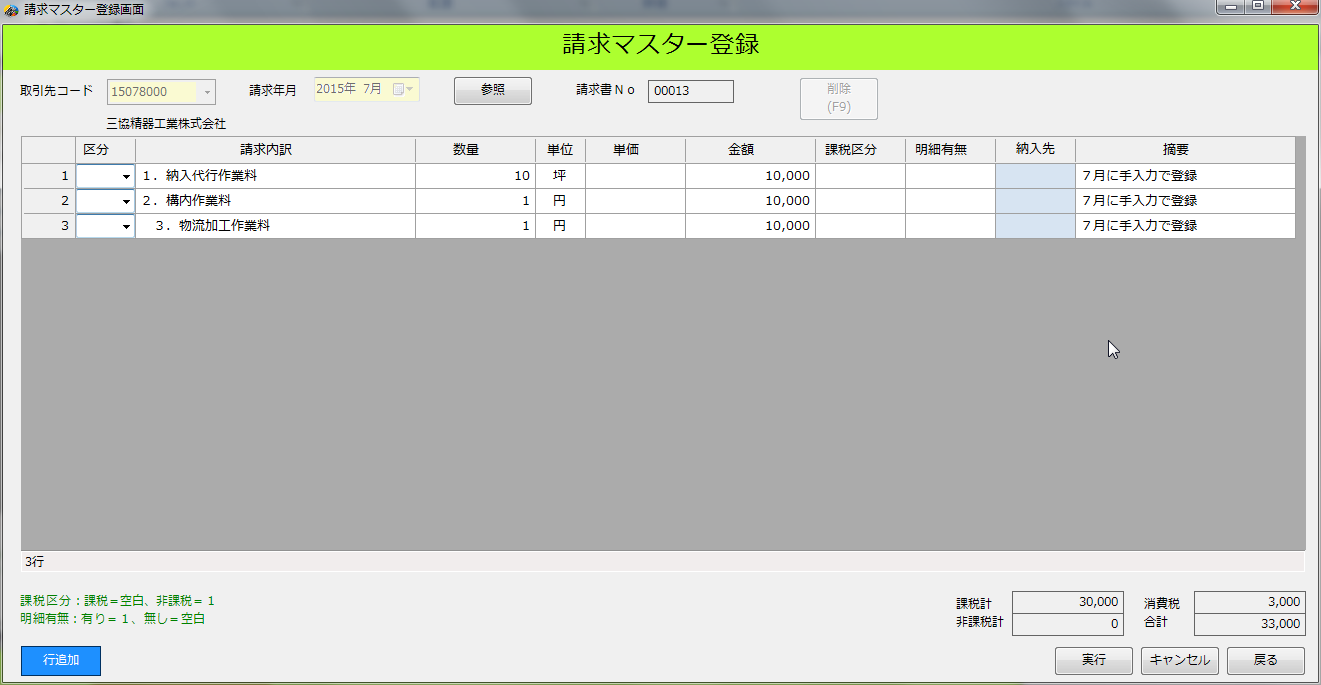 請求マスター登録画面
請求マスター登録
取引先コード 15078000 請求年月 2015年 7月 参照 請求書No 00013 削除
(F9)
三協精器工業株式会社
区分 請求内訳 数量 単位 単価 金額 課税区分 明細有無 納入先 摘要
1 1. 納入代行作業料 10 坪 10,000 7月に手入力で登録
2 2. 構内作業料 1 円 10,000 7月に手入力で登録
3 3. 物流加工作業料 1 円 10,000 7月に手入力で登録
3行
課税区分：課税＝空白、非課税＝１
明細有無：有り＝１、無し＝空白
課税計 30,000 消費税 3,000
非課税計 0 合計 33,000
行追加 実行 キャンセル 戻る